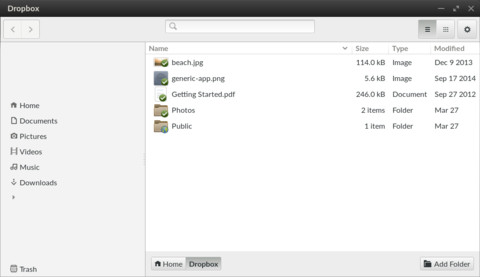 Dropbox
Name Size Type Modified
beach.jpg 114.0 kB Image Dec 9 2013
generic-app.png 5.6 kB Image Sep 17 2014
Getting Started.pdf 246.0 kB Document Sep 27 2012
Photos 2 items Folder Mar 27
Public 1 item Folder Mar 27
Home
Documents
Pictures
Videos
Music
Downloads
Trash
Home Dropbox Add Folder